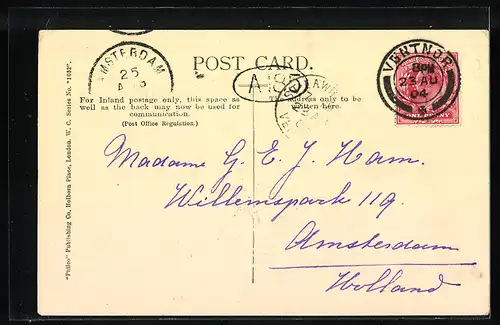 AMSTERDAM
25
POST CARD.
VENTNOR
8PM
23 AU
04
ONE PENNY
For Inland postage only, this space as
well as the back may now be used for
communication.
(Post Office Regulation.)
The address only to be
written here.
Madame G. E. J. Ham.
Willemspark 119.
Amsterdam
Holland
"Philco" Publishing Co. Holborn Place, London. W. C. Series No. "1033".